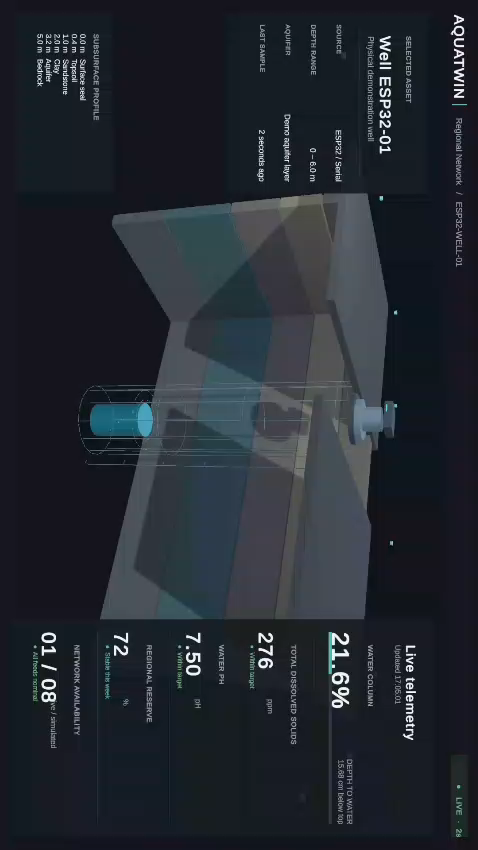 AQUATWIN
Regional Network / ESP32-WELL-01
LIVE · 28
SELECTED ASSET
Well ESP32-01
Physical demonstration well
SOURCE ESP32 / Serial
DEPTH RANGE 0 – 6.0 m
AQUIFER Demo aquifer layer
LAST SAMPLE 2 seconds ago
SUBSURFACE PROFILE
0.0 m Surface seal
0.4 m Topsoil
1.0 m Sandstone
2.0 m Clay
3.2 m Aquifer
5.0 m Bedrock
Live telemetry
Updated 17:05:01
WATER COLUMN
21.6%
DEPTH TO WATER
15.68 cm below top
TOTAL DISSOLVED SOLIDS
276 ppm
Within target
WATER PH
7.50 pH
Within target
REGIONAL RESERVE
72 %
Stable this week
NETWORK AVAILABILITY
01 / 08 / simulated
All feeds nominal